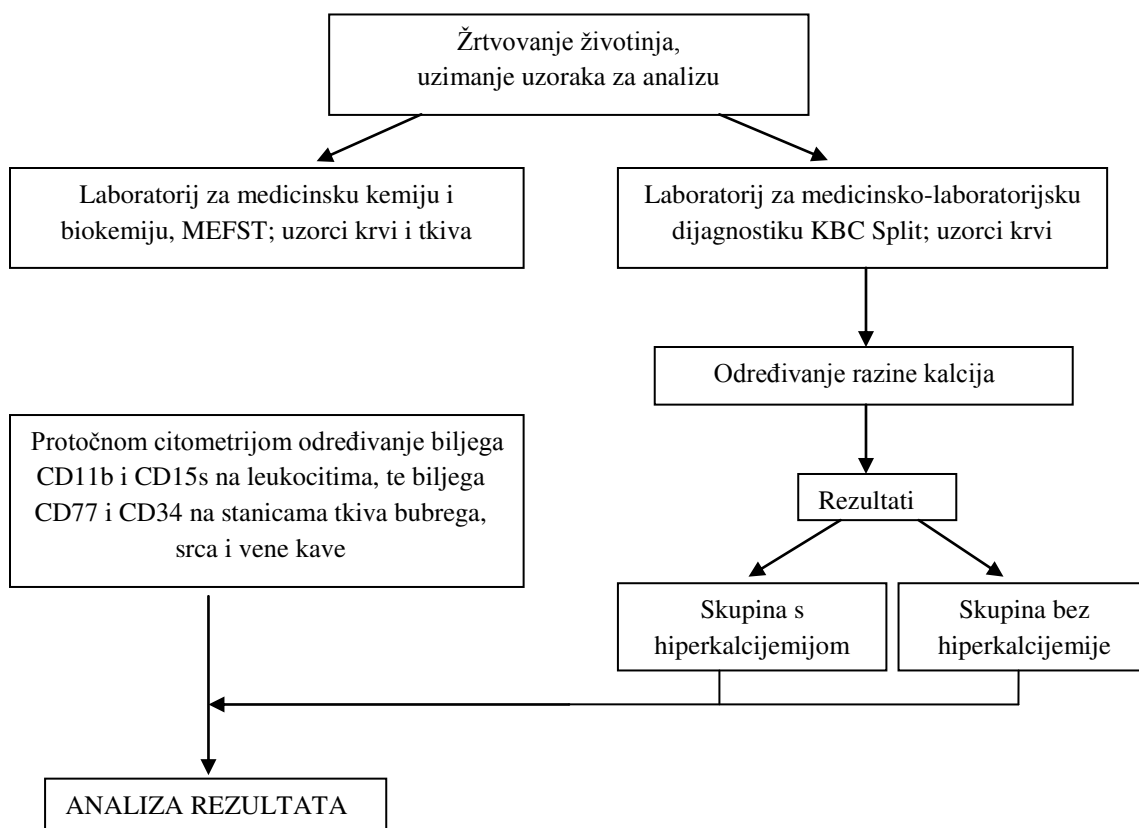 Žrtvovanje životinja,
uzimanje uzoraka za analizu
Laboratorij za medicinsku kemiju i
biokemiju, MEFST; uzorci krvi i tkiva
Laboratorij za medicinsko-laboratorijsku
dijagnostiku KBC Split; uzorci krvi
Određivanje razine kalcija
Protočnom citometrijom određivanje biljega
CD11b i CD15s na leukocitima, te biljega
CD77 i CD34 na stanicama tkiva bubrega,
srca i vene kave
Rezultati
Skupina s
hiperkalcijemijom
Skupina bez
hiperkalcijemije
ANALIZA REZULTATA